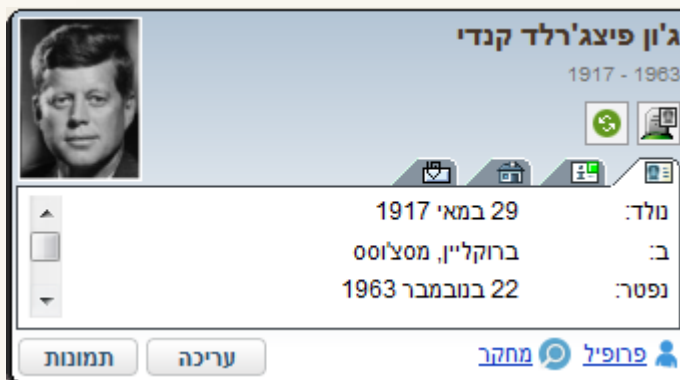 ג'ון פיצג'רלד קנדי
1917 - 1963
נולד: 29 במאי 1917
ב: ברוקליין, מסצ'וסס
נפטר: 22 בנובמבר 1963
פרופיל מחקר עריכה תמונות